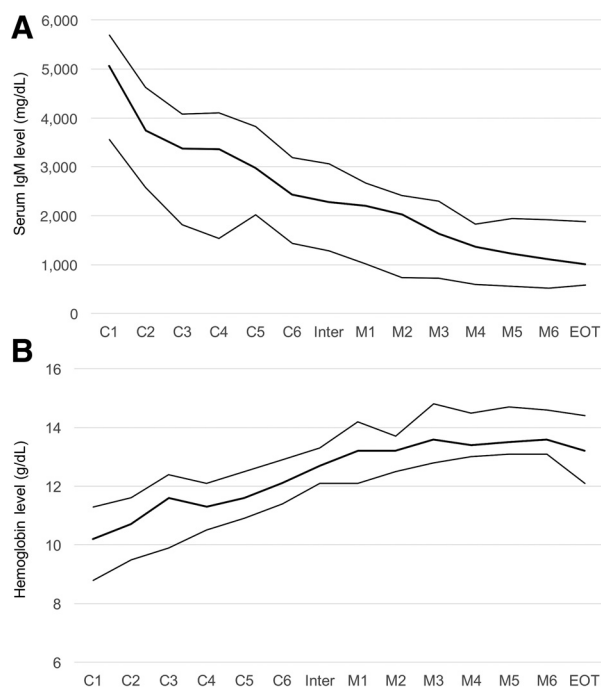 A
Serum IgM level (mg/dL)
6,000
5,000
4,000
3,000
2,000
1,000
0
C1 C2 C3 C4 C5 C6 Inter M1 M2 M3 M4 M5 M6 EOT
B
Hemoglobin level (g/dL)
16
14
12
10
8
6
C1 C2 C3 C4 C5 C6 Inter M1 M2 M3 M4 M5 M6 EOT